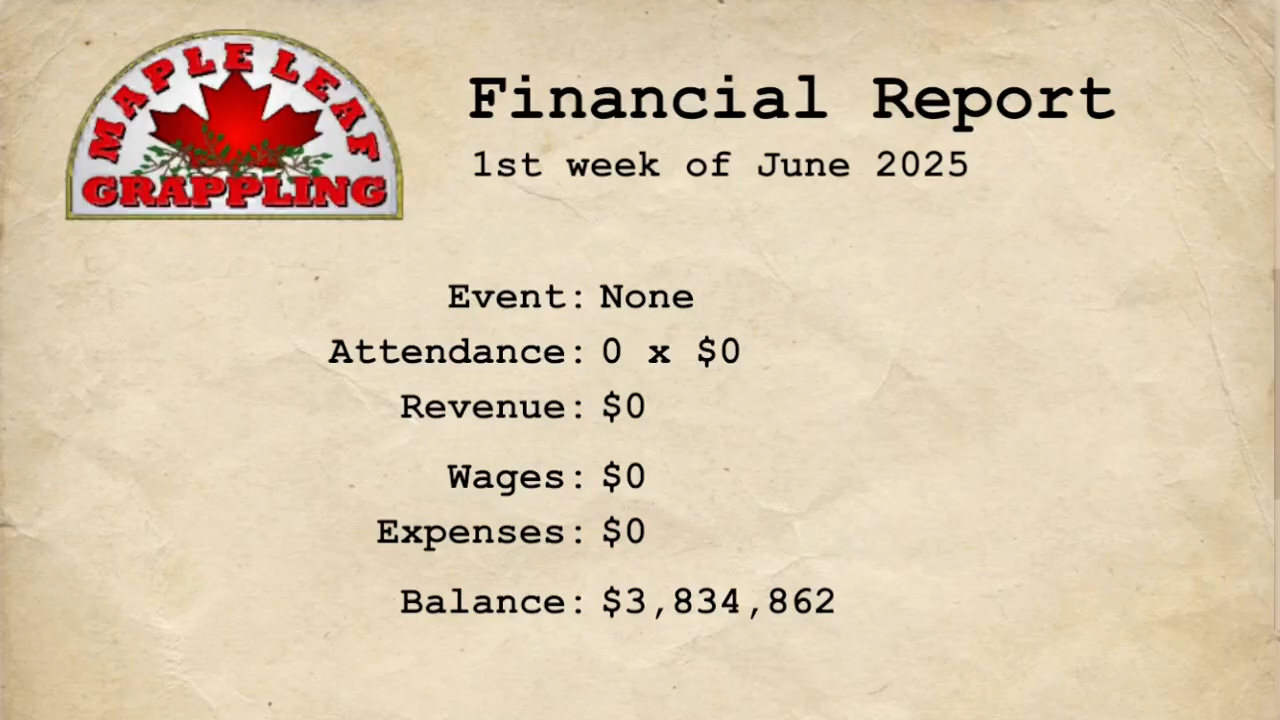 MAPLE LEAF
GRAPPLING
Financial Report
1st week of June 2025
Event: None
Attendance: 0 x $0
Revenue: $0
Wages: $0
Expenses: $0
Balance: $3,834,862